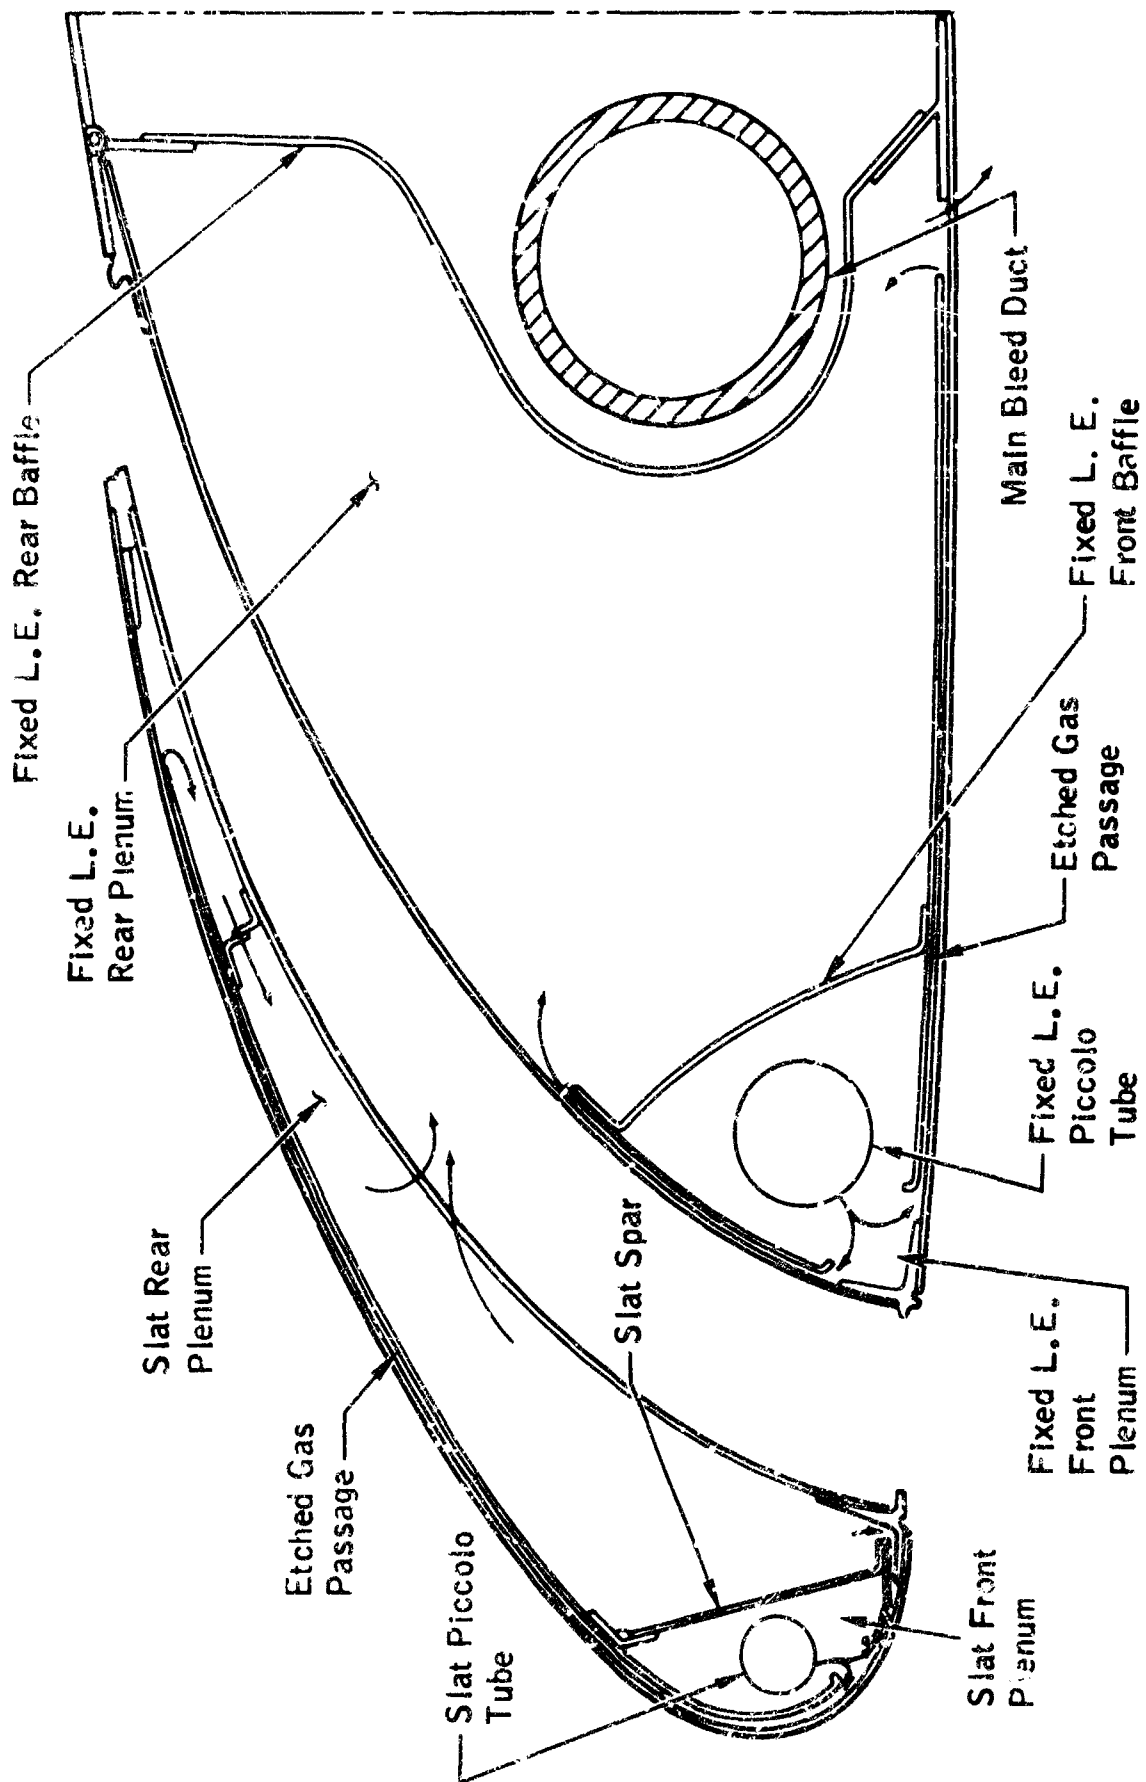 Fixed L.E. Rear Baffle
Fixed L.E.
Rear Plenum
Slat Rear
Plenum
Etched Gas
Passage
Slat Piccolo
Tube
Slat Spar
Main Bleed Duct
Fixed L. E.
Front Baffle
Etched Gas
Passage
Fixed L.E.
Piccolo
Tube
Fixed L.E.
Front
Plenum
Slat Front
Plenum